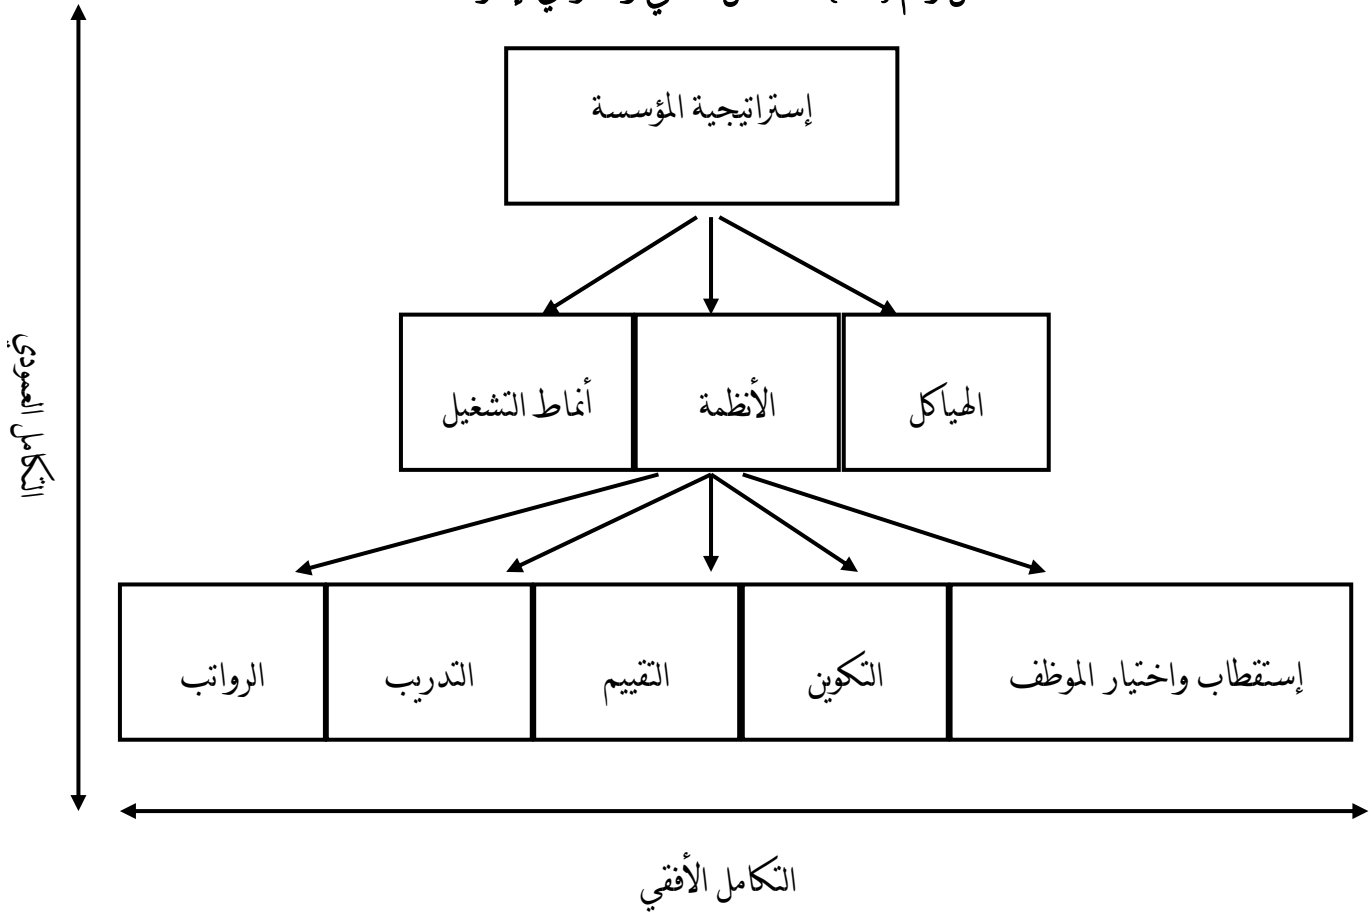 إستراتيجية المؤسسة
الهياكل
الأنظمة
أنماط التشغيل
إستقطاب واختيار الموظف
التكوين
التقييم
التدريب
الرواتب
التكامل العمودي
التكامل الأفقي